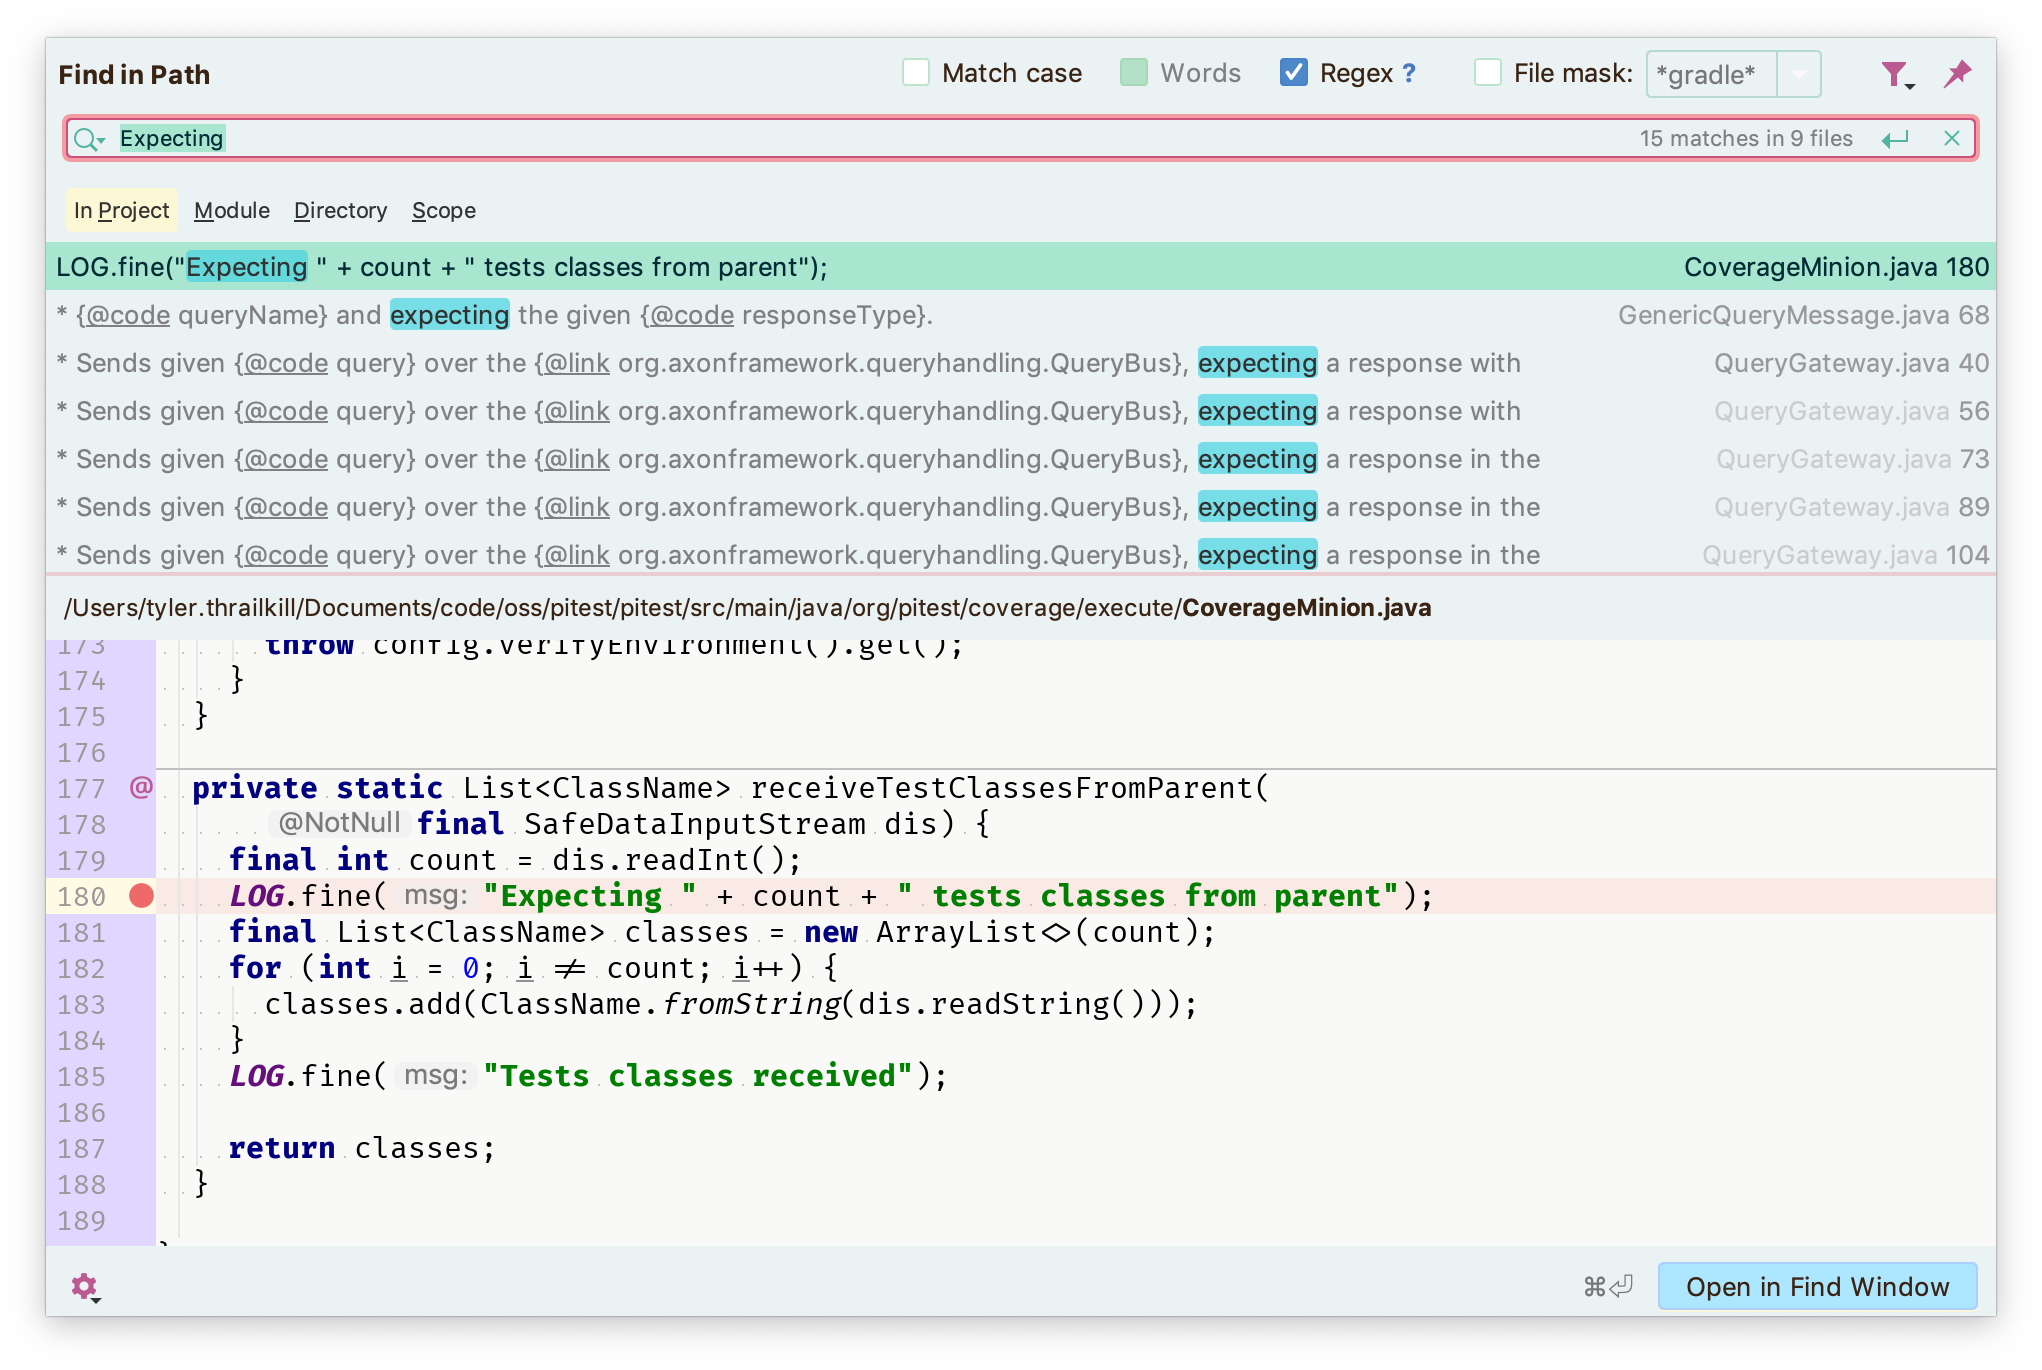 Find in Path
Match case Words Regex ? File mask: *gradle*
Expecting 15 matches in 9 files
In Project Module Directory Scope
LOG.fine("Expecting " + count + " tests classes from parent"); CoverageMinion.java 180
* {@code queryName} and expecting the given {@code responseType}. GenericQueryMessage.java 68
* Sends given {@code query} over the {@link org.axonframework.queryhandling.QueryBus}, expecting a response with QueryGateway.java 40
* Sends given {@code query} over the {@link org.axonframework.queryhandling.QueryBus}, expecting a response with QueryGateway.java 56
* Sends given {@code query} over the {@link org.axonframework.queryhandling.QueryBus}, expecting a response in the QueryGateway.java 73
* Sends given {@code query} over the {@link org.axonframework.queryhandling.QueryBus}, expecting a response in the QueryGateway.java 89
* Sends given {@code query} over the {@link org.axonframework.queryhandling.QueryBus}, expecting a response in the QueryGateway.java 104
/Users/tyler.thrailkill/Documents/code/oss/pitest/pitest/src/main/java/org/pitest/coverage/execute/CoverageMinion.java
173 throw config.verifyEnvironment().get();
174 }
175 }
176
177 @ private static List<ClassName> receiveTestClassesFromParent(
178 @NotNull final SafeDataInputStream dis) {
179 final int count = dis.readInt();
180 LOG.fine( msg: "Expecting " + count + " tests classes from parent");
181 final List<ClassName> classes = new ArrayList<>(count);
182 for (int i = 0; i != count; i++) {
183 classes.add(ClassName.fromString(dis.readString()));
184 }
185 LOG.fine( msg: "Tests classes received");
186
187 return classes;
188 }
189
⌘⏎ Open in Find Window